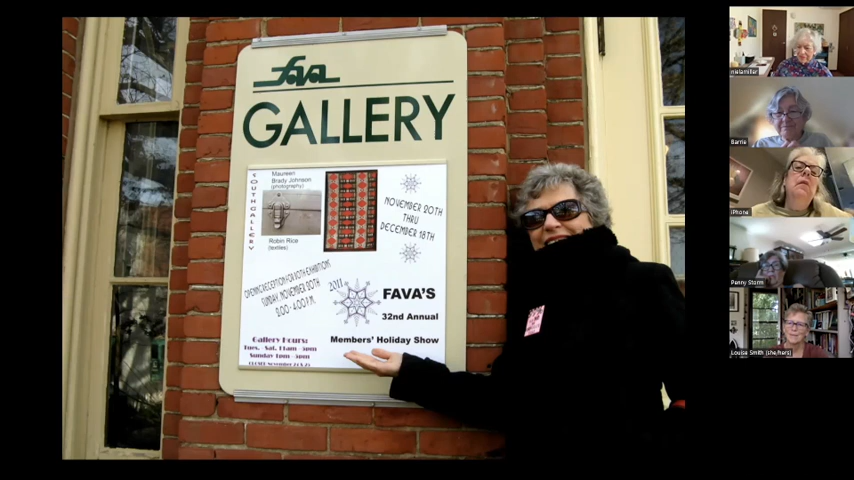 fava
GALLERY
SOUTH GALLERY
Maureen
Brady Johnson
(photography)
Robin Rice
(textiles)
NOVEMBER 20TH
THRU
DECEMBER 18TH
OPENING RECEPTION FOR BOTH EXHIBITIONS
SUNDAY, NOVEMBER 20TH
2:00-4:00 P.M.
2011
FAVA'S
32nd Annual
Members' Holiday Show
Gallery Hours:
Tues. - Sat. 11am - 5pm
Sunday 1pm - 5pm
nielamiller
Barrie
iPhone
Penny Storm
Louise Smith (she/hers)